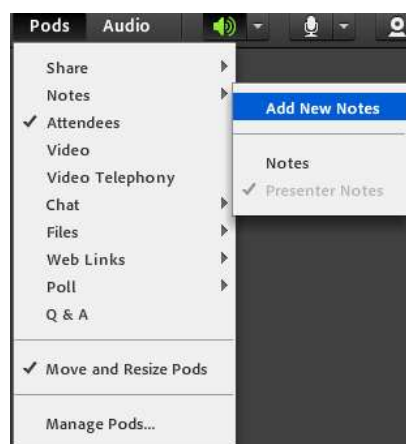 Pods Audio
Share
Notes
Add New Notes
Attendees
Notes
Video
Video Telephony
Presenter Notes
Chat
Files
Web Links
Poll
Q & A
Move and Resize Pods
Manage Pods...